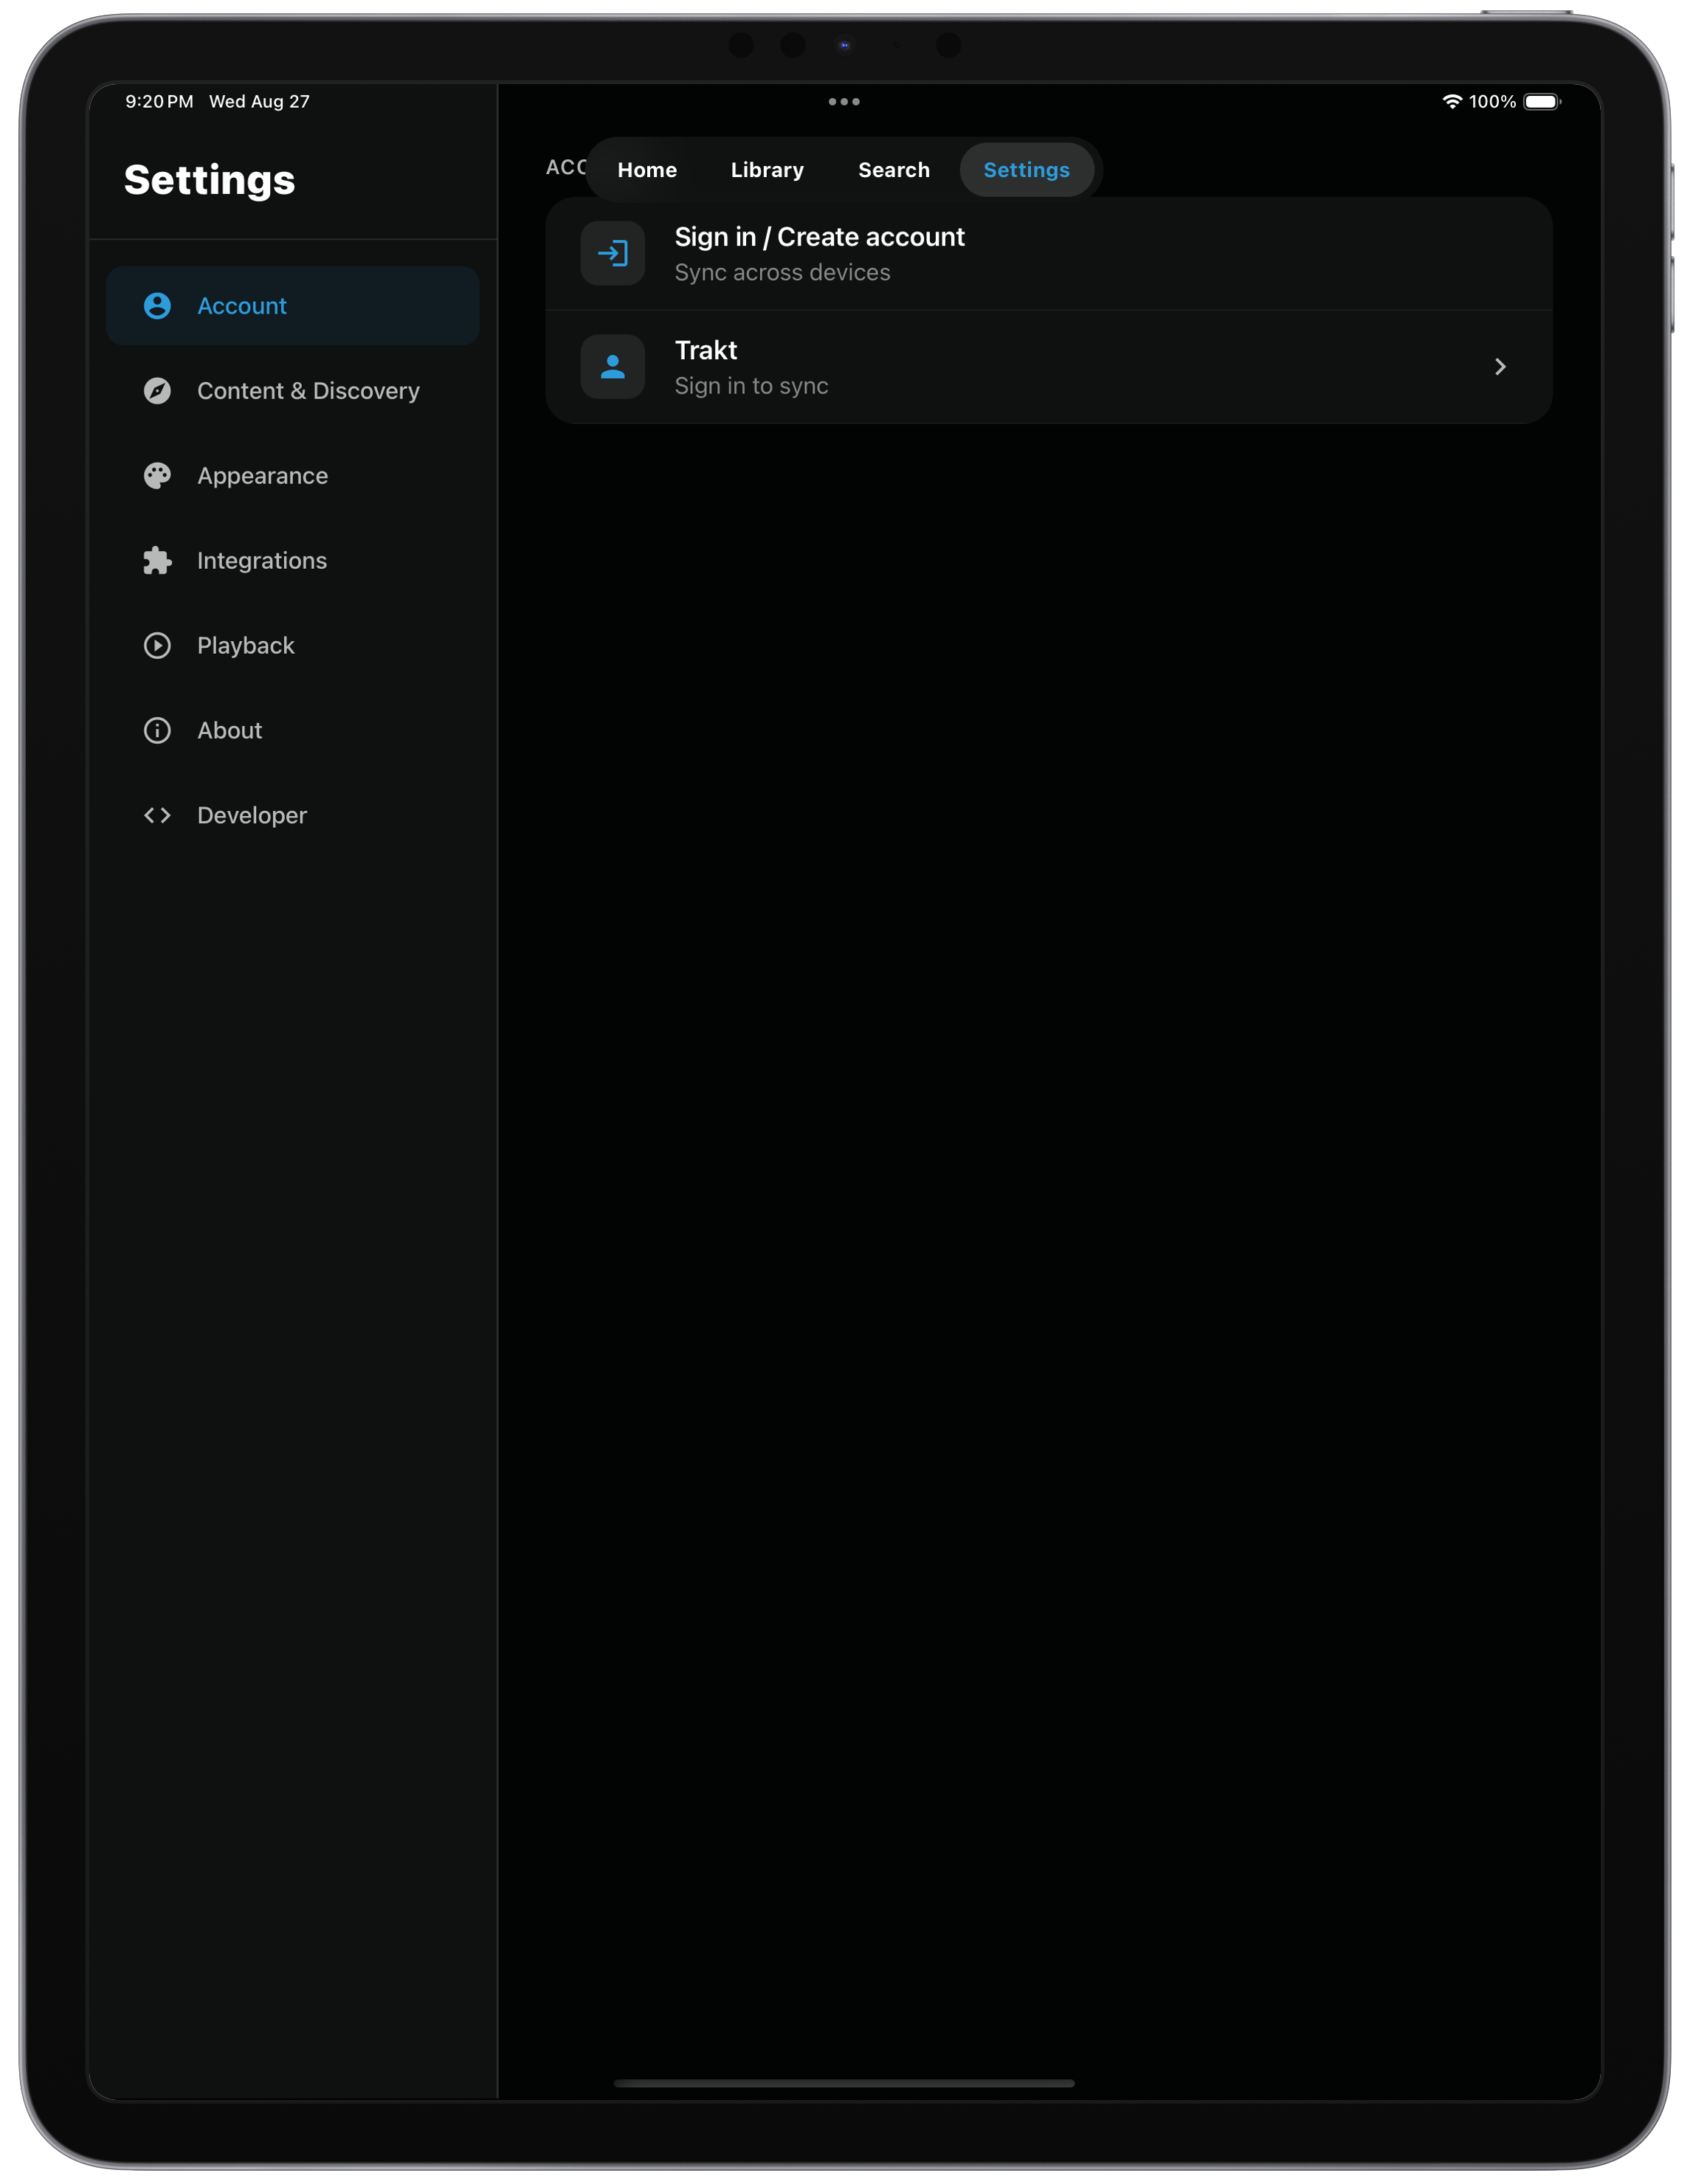 9:20 PM Wed Aug 27
100%
Settings
ACC
Home
Library
Search
Settings
Account
Content & Discovery
Appearance
Integrations
Playback
About
Developer
Sign in / Create account
Sync across devices
Trakt
Sign in to sync